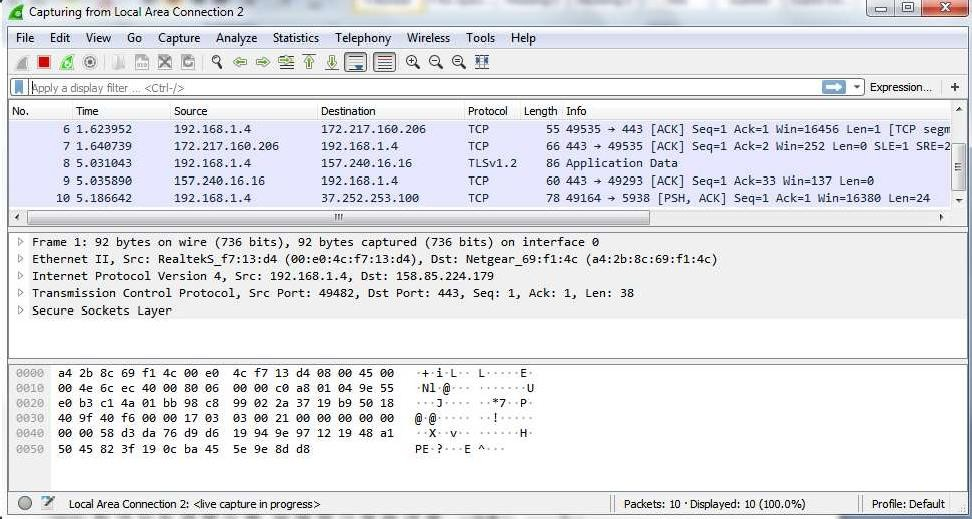 Capturing from Local Area Connection 2
File Edit View Go Capture Analyze Statistics Telephony Wireless Tools Help
Apply a display filter ... <Ctrl-/> Expression... +
No. Time Source Destination Protocol Length Info
6 1.623952 192.168.1.4 172.217.160.206 TCP 55 49535 → 443 [ACK] Seq=1 Ack=1 Win=16456 Len=1 [TCP segm
7 1.640739 172.217.160.206 192.168.1.4 TCP 66 443 → 49535 [ACK] Seq=1 Ack=2 Win=252 Len=0 SLE=1 SRE=2
8 5.031043 192.168.1.4 157.240.16.16 TLSv1.2 86 Application Data
9 5.035890 157.240.16.16 192.168.1.4 TCP 60 443 → 49293 [ACK] Seq=1 Ack=33 Win=137 Len=0
10 5.186642 192.168.1.4 37.252.253.100 TCP 78 49164 → 5938 [PSH, ACK] Seq=1 Ack=1 Win=16380 Len=24
Frame 1: 92 bytes on wire (736 bits), 92 bytes captured (736 bits) on interface 0
Ethernet II, Src: RealtekS_f7:13:d4 (00:e0:4c:f7:13:d4), Dst: Netgear_69:f1:4c (a4:2b:8c:69:f1:4c)
Internet Protocol Version 4, Src: 192.168.1.4, Dst: 158.85.224.179
Transmission Control Protocol, Src Port: 49482, Dst Port: 443, Seq: 1, Ack: 1, Len: 38
Secure Sockets Layer
0000 a4 2b 8c 69 f1 4c 00 e0 4c f7 13 d4 08 00 45 00 ·+·i·L·· L·····E·
0010 00 4e 6c ec 40 00 80 06 00 00 c0 a8 01 04 9e 55 ·Nl·@··· ·······U
0020 e0 b3 c1 4a 01 bb 98 c8 99 02 2a 37 19 b9 50 18 ···J···· ··*7··P·
0030 40 9f 40 f6 00 00 17 03 03 00 21 00 00 00 00 00 @·@····· ··!·····
0040 00 00 58 d3 da 76 d9 d6 19 94 9e 97 12 19 48 a1 ··X··v·· ······H·
0050 50 45 82 3f 19 0c ba 45 5e 9e 8d d8 PE·?···E ^···
Local Area Connection 2: <live capture in progress> Packets: 10 · Displayed: 10 (100.0%) Profile: Default